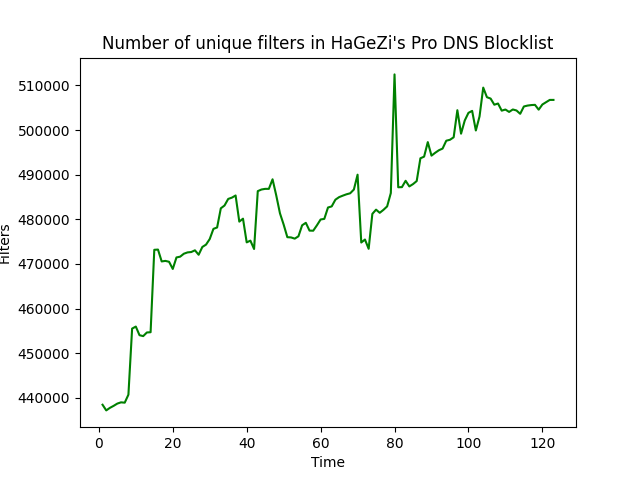 Number of unique filters in HaGeZi's Pro DNS Blocklist
510000
500000
490000
480000
470000
460000
450000
440000
Filters
0 20 40 60 80 100 120
Time